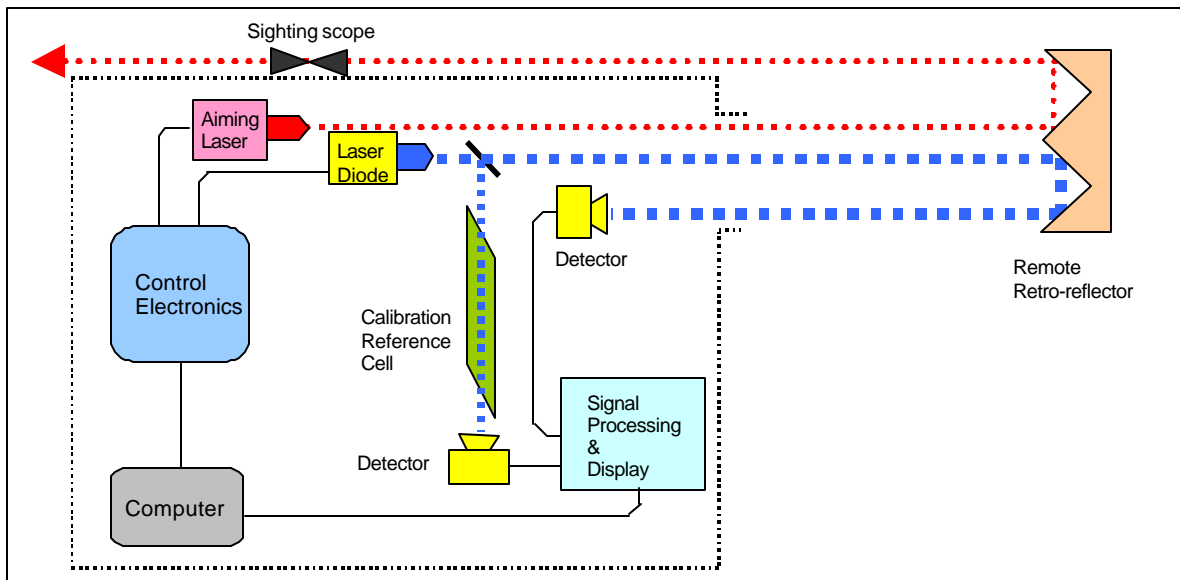 Sighting scope
Aiming
Laser
Laser
Diode
Detector
Remote
Retro-reflector
Control
Electronics
Calibration
Reference
Cell
Signal
Processing
&
Display
Detector
Computer